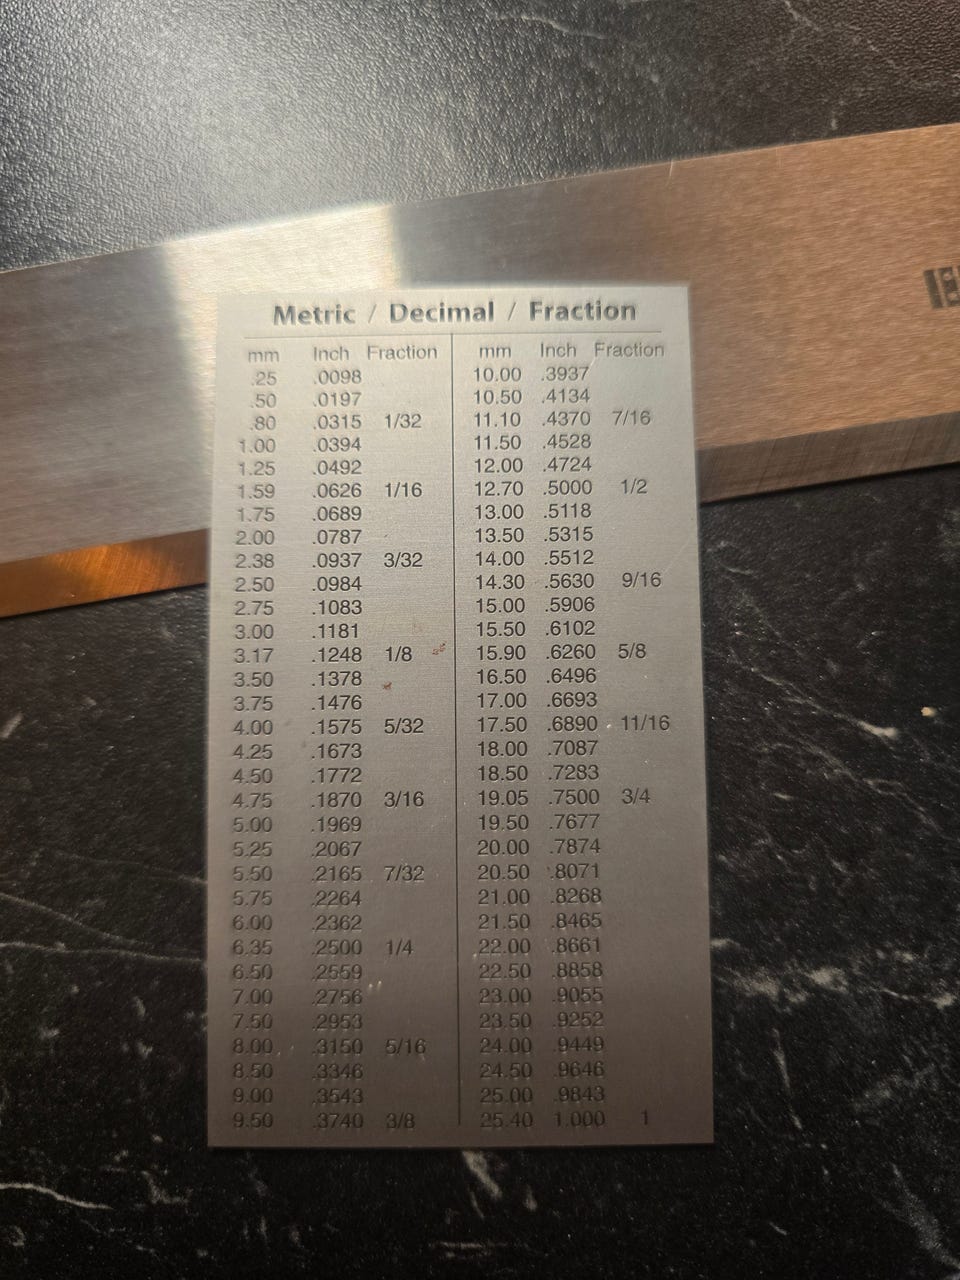 Metric / Decimal / Fraction
mm Inch Fraction
.25 .0098
.50 .0197
.80 .0315 1/32
1.00 .0394
1.25 .0492
1.59 .0626 1/16
1.75 .0689
2.00 .0787
2.38 .0937 3/32
2.50 .0984
2.75 .1083
3.00 .1181
3.17 .1248 1/8
3.50 .1378
3.75 .1476
4.00 .1575 5/32
4.25 .1673
4.50 .1772
4.75 .1870 3/16
5.00 .1969
5.25 .2067
5.50 .2165 7/32
5.75 .2264
6.00 .2362
6.35 .2500 1/4
6.50 .2559
7.00 .2756
7.50 .2953
8.00 .3150 5/16
8.50 .3346
9.00 .3543
9.50 .3740 3/8
mm Inch Fraction
10.00 .3937
10.50 .4134
11.10 .4370 7/16
11.50 .4528
12.00 .4724
12.70 .5000 1/2
13.00 .5118
13.50 .5315
14.00 .5512
14.30 .5630 9/16
15.00 .5906
15.50 .6102
15.90 .6260 5/8
16.50 .6496
17.00 .6693
17.50 .6890 11/16
18.00 .7087
18.50 .7283
19.05 .7500 3/4
19.50 .7677
20.00 .7874
20.50 .8071
21.00 .8268
21.50 .8465
22.00 .8661
22.50 .8858
23.00 .9055
23.50 .9252
24.00 .9449
24.50 .9646
25.00 .9843
25.40 1.000 1